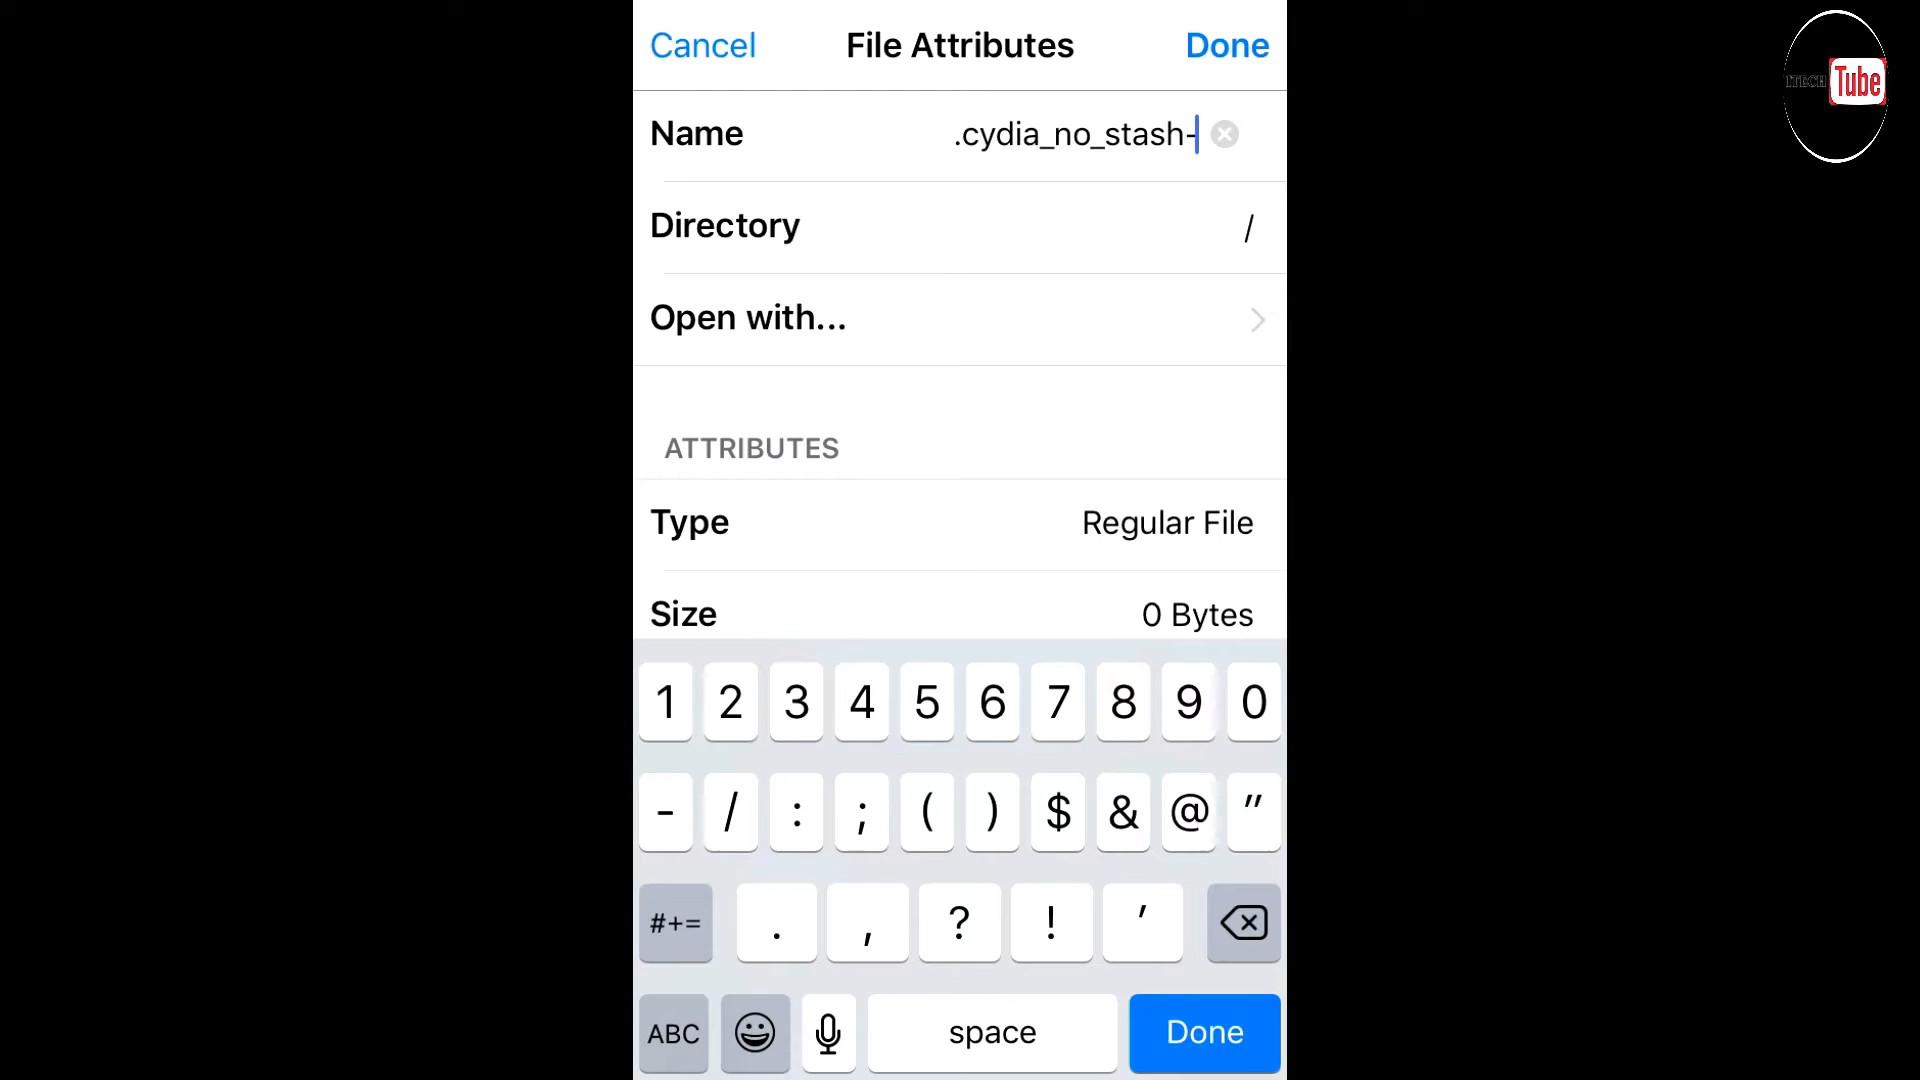 Cancel File Attributes Done
ITECH Tube
Name .cydia_no_stash-
Directory /
Open with...
ATTRIBUTES
Type Regular File
Size 0 Bytes
1 2 3 4 5 6 7 8 9 0
- / : ; ( ) $ & @ "
#+= . , ? ! '
ABC space Done